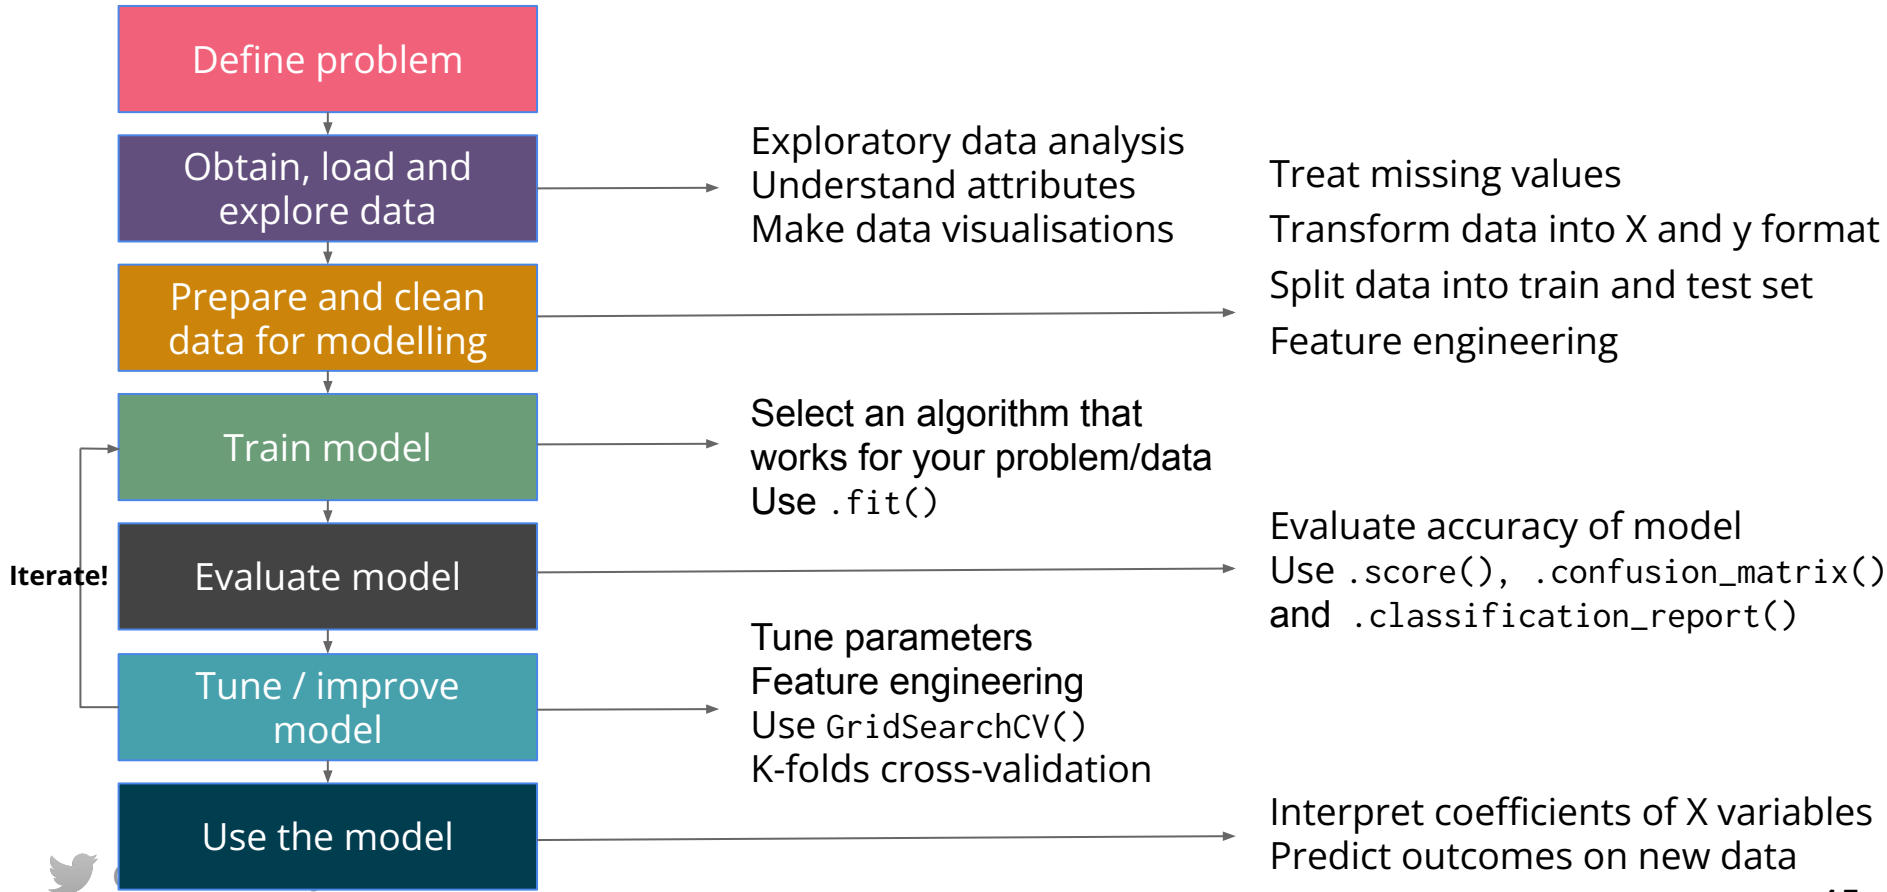 Define problem
Obtain, load and
explore data
Exploratory data analysis
Understand attributes
Make data visualisations
Prepare and clean
data for modelling
Treat missing values
Transform data into X and y format
Split data into train and test set
Feature engineering
Train model
Select an algorithm that
works for your problem/data
Use .fit()
Iterate!
Evaluate model
Evaluate accuracy of model
Use .score(), .confusion_matrix()
and .classification_report()
Tune / improve
model
Tune parameters
Feature engineering
Use GridSearchCV()
K-folds cross-validation
Use the model
Interpret coefficients of X variables
Predict outcomes on new data